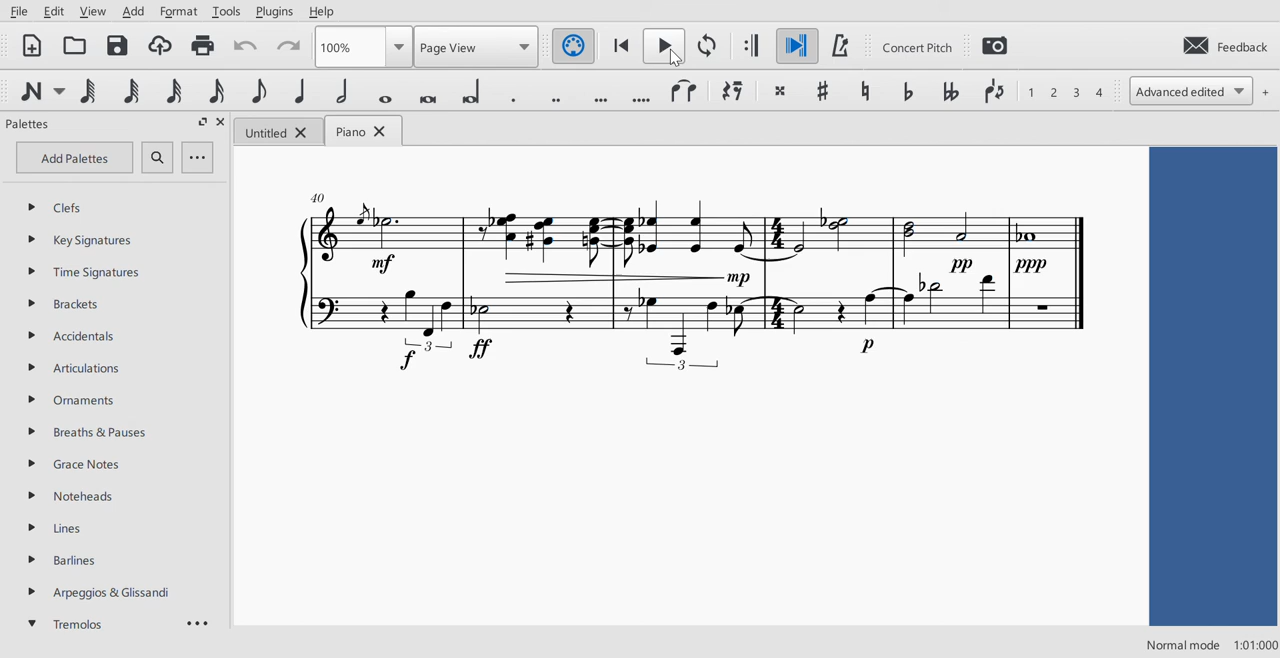 File Edit View Add Format Tools Plugins Help
100% Page View Concert Pitch Feedback
1 2 3 4 Advanced edited +
Palettes
Untitled Piano
Add Palettes
Clefs
Key Signatures
Time Signatures
Brackets
Accidentals
Articulations
Ornaments
Breaths & Pauses
Grace Notes
Noteheads
Lines
Barlines
Arpeggios & Glissandi
Tremolos
40
4 4
mf mp pp ppp
4 4
3 3
f ff p
Normal mode 1:01:000